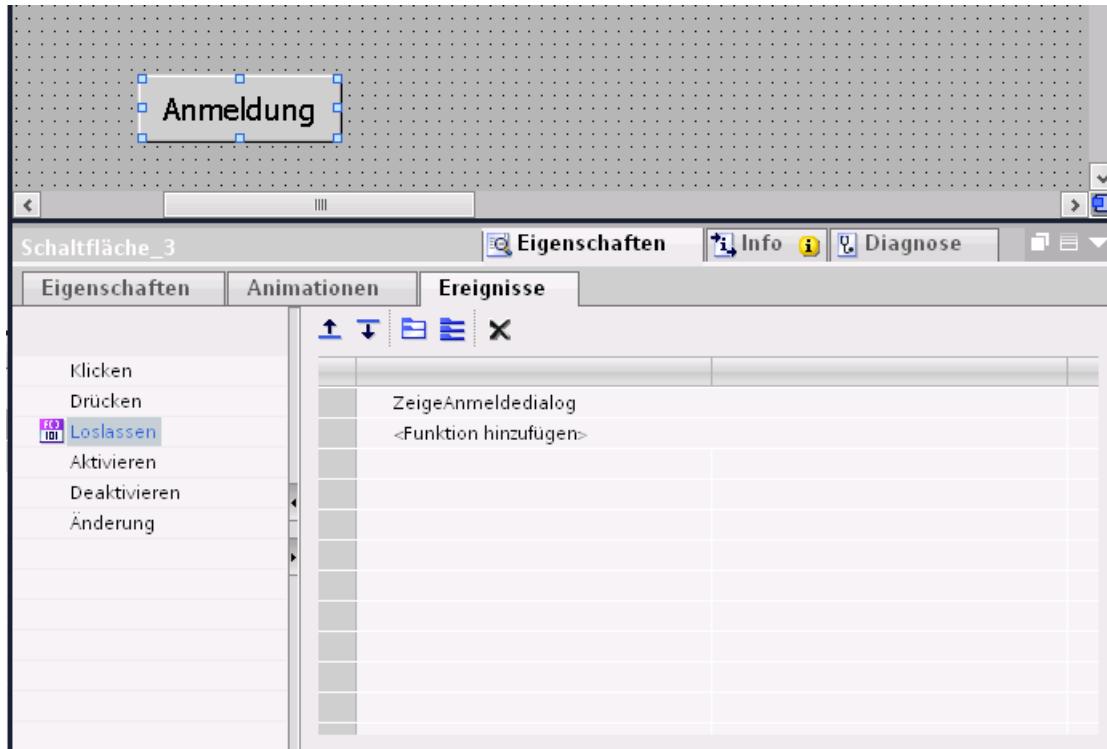 Anmeldung
Schaltfläche_3
Eigenschaften
Info
Diagnose
Eigenschaften
Animationen
Ereignisse
Klicken
Drücken
Loslassen
Aktivieren
Deaktivieren
Änderung
ZeigeAnmeldedialog
<Funktion hinzufügen>